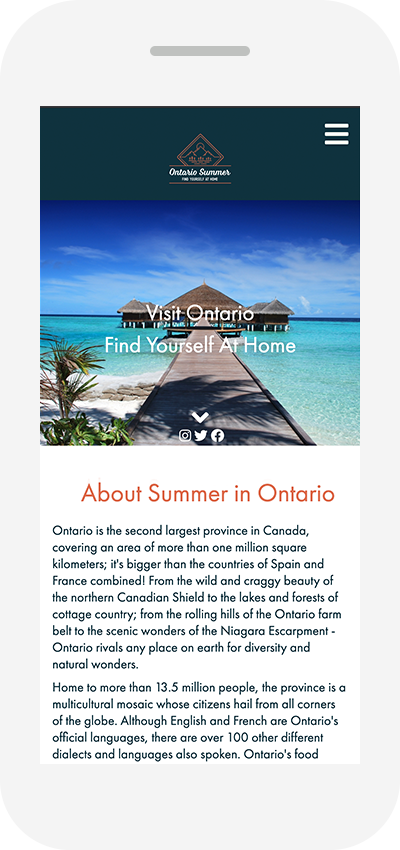 Ontario Summer
FIND YOURSELF AT HOME
Visit Ontario
Find Yourself At Home
About Summer in Ontario
Ontario is the second largest province in Canada,
covering an area of more than one million square
kilometers; it's bigger than the countries of Spain and
France combined! From the wild and craggy beauty of
the northern Canadian Shield to the lakes and forests of
cottage country; from the rolling hills of the Ontario farm
belt to the scenic wonders of the Niagara Escarpment -
Ontario rivals any place on earth for diversity and
natural wonders.
Home to more than 13.5 million people, the province is a
multicultural mosaic whose citizens hail from all corners
of the globe. Although English and French are Ontario's
official languages, there are over 100 other different
dialects and languages also spoken. Ontario's food